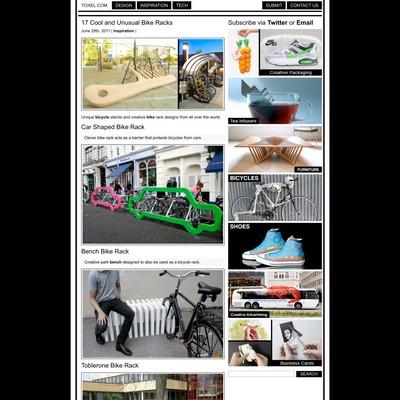 TOXEL.COM DESIGN INSPIRATION TECH SUBMIT CONTACT US
17 Cool and Unusual Bike Racks
June 28th, 2011 | Inspiration |
Unique bicycle stands and creative bike rack designs from all over the world.
Car Shaped Bike Rack
Clever bike rack acts as a barrier that protects bicycles from cars.
Bench Bike Rack
Creative park bench designed to also be used as a bicycle rack.
Toblerone Bike Rack
Subscribe via Twitter or Email
Creative Packaging
Tea Infusers
FURNITURE
BICYCLES
SHOES
Creative Advertising
Business Cards
SEARCH